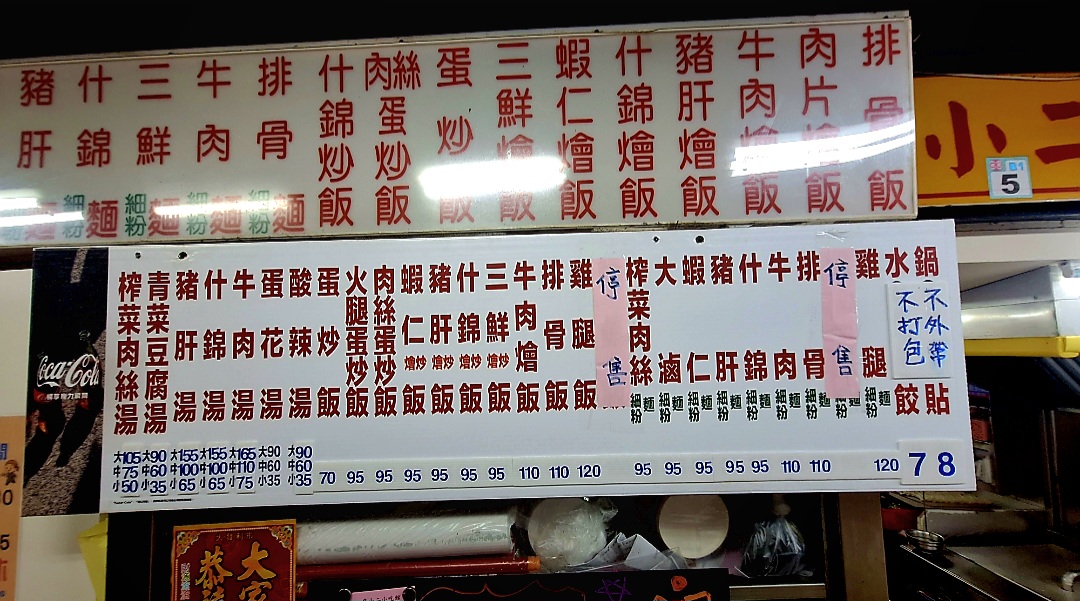 豬肝細粉麵
什錦細粉麵
三鮮細粉麵
牛肉細粉麵
排骨細粉麵
什錦炒飯
肉絲蛋炒飯
蛋炒飯
三鮮燴飯
蝦仁燴飯
什錦燴飯
豬肝燴飯
牛肉燴飯
肉片燴飯
排骨飯
小二
B1
5
Coca-Cola
榨菜肉絲湯 大105 中75 小50
青菜豆腐湯 大90 中60 小35
豬肝湯 大155 中100 小65
什錦湯 大155 中100 小65
牛肉湯 大165 中110 小75
蛋花湯 大90 中60 小35
酸辣湯 大90 中60 小35
蛋炒飯 70
火腿蛋炒飯 95
肉絲蛋炒飯 95
蝦仁燴炒飯 95
豬肝燴炒飯 95
什錦燴炒飯 95
三鮮燴炒飯 95
牛肉燴飯 110
排骨飯 110
雞腿飯 120
停售
榨菜肉絲細粉麵 95
大滷細粉麵 95
蝦仁細粉麵 95
豬肝細粉麵 95
什錦細粉麵 95
牛肉細粉麵 110
排骨細粉麵 110
停售 細粉麵
雞腿細粉麵 120
水餃 7
鍋貼 8
不外帶
不打包
大家
恭